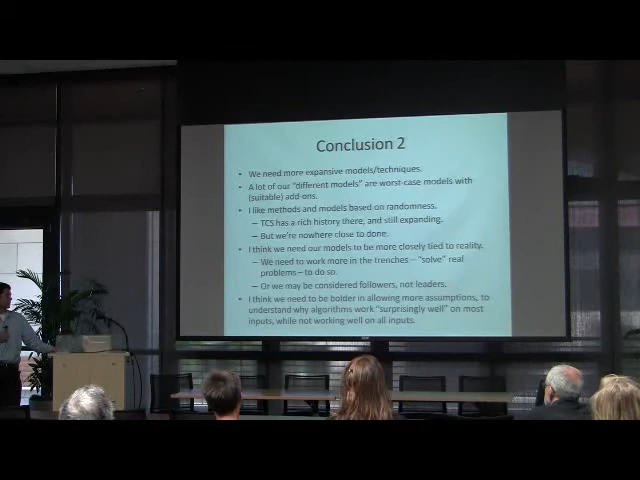 Conclusion 2
• We need more expansive models/techniques.
• A lot of our "different models" are worst-case models with
(suitable) add-ons.
• I like methods and models based on randomness.
– TCS has a rich history there, and still expanding.
– But we're nowhere close to done.
• I think we need our models to be more closely tied to reality.
– We need to work more in the trenches – "solve" real
problems – to do so.
– Or we may be considered followers, not leaders.
• I think we need to be bolder in allowing more assumptions, to
understand why algorithms work "surprisingly well" on most
inputs, while not working well on all inputs.